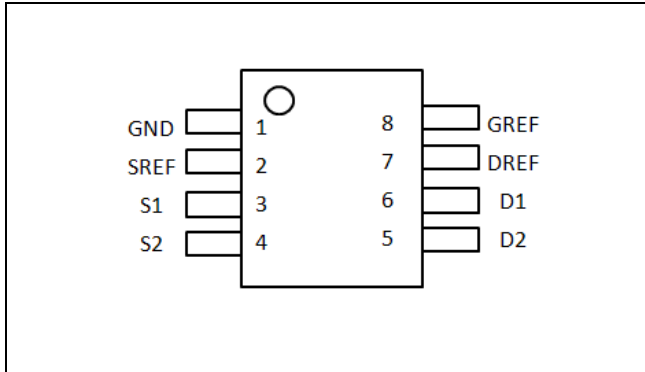 GND 1 8 GREF
SREF 2 7 DREF
S1 3 6 D1
S2 4 5 D2